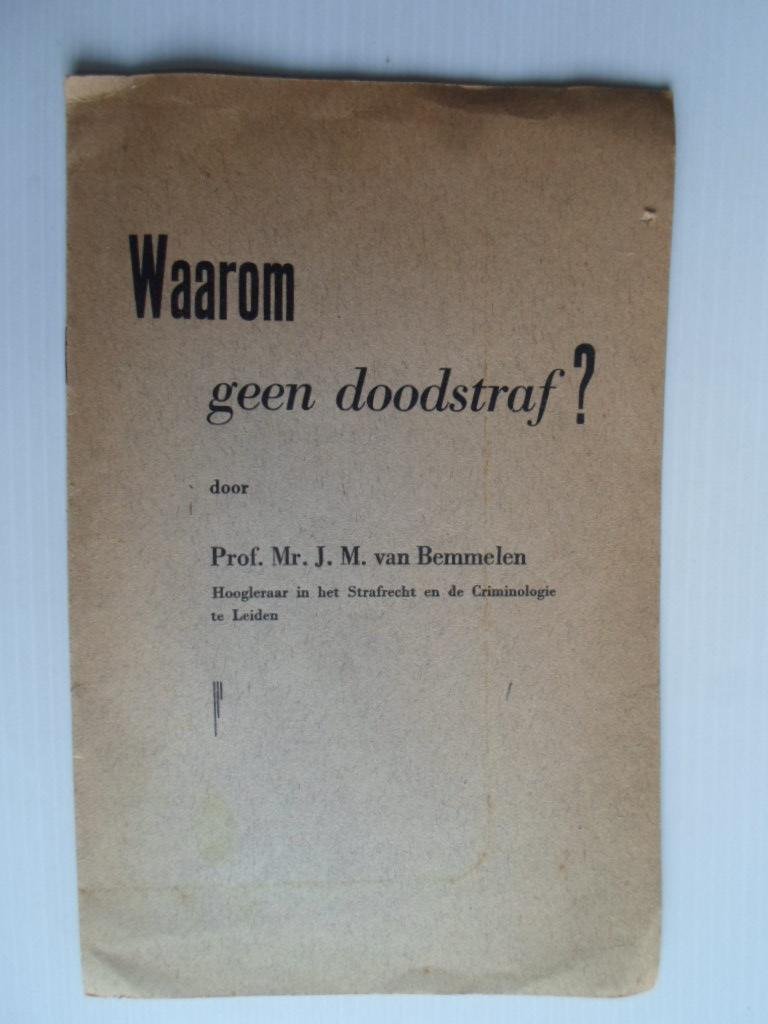 Waarom
geen doodstraf?
door
Prof. Mr. J. M. van Bemmelen
Hoogleraar in het Strafrecht en de Criminologie
te Leiden